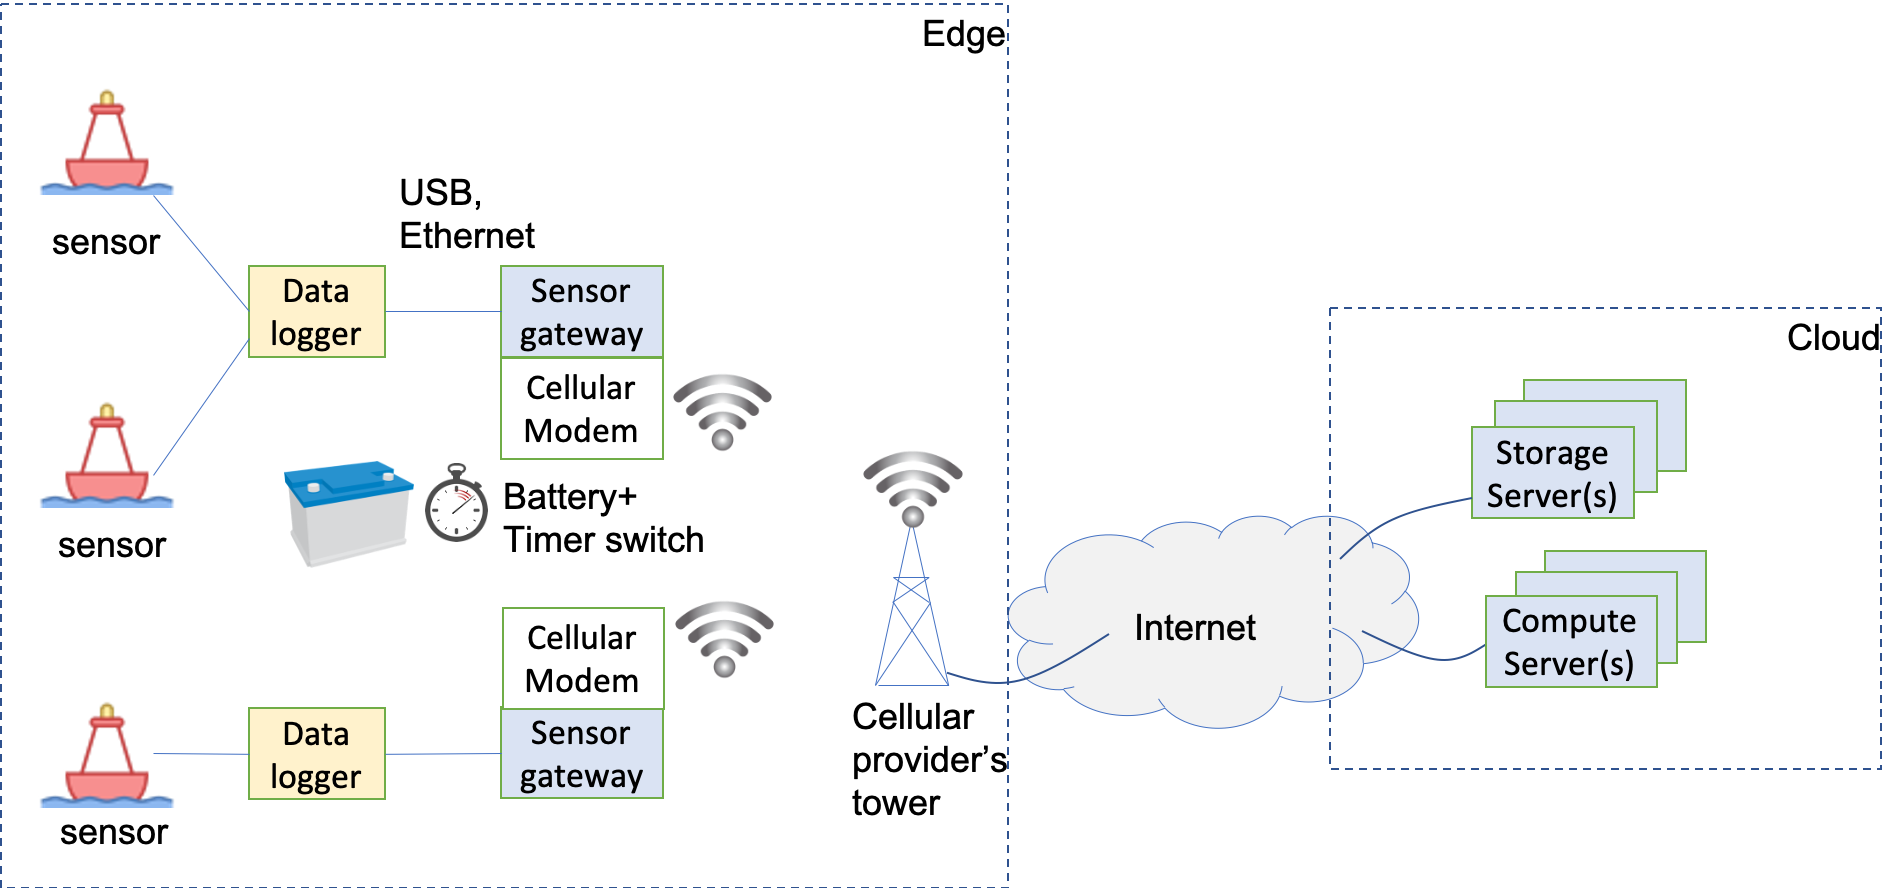 Edge
sensor
USB,
Ethernet
Data
logger
Sensor
gateway
Cellular
Modem
sensor
Battery+
Timer switch
Cellular
Modem
Data
logger
Sensor
gateway
sensor
Cellular
provider's
tower
Internet
Cloud
Storage
Server(s)
Compute
Server(s)